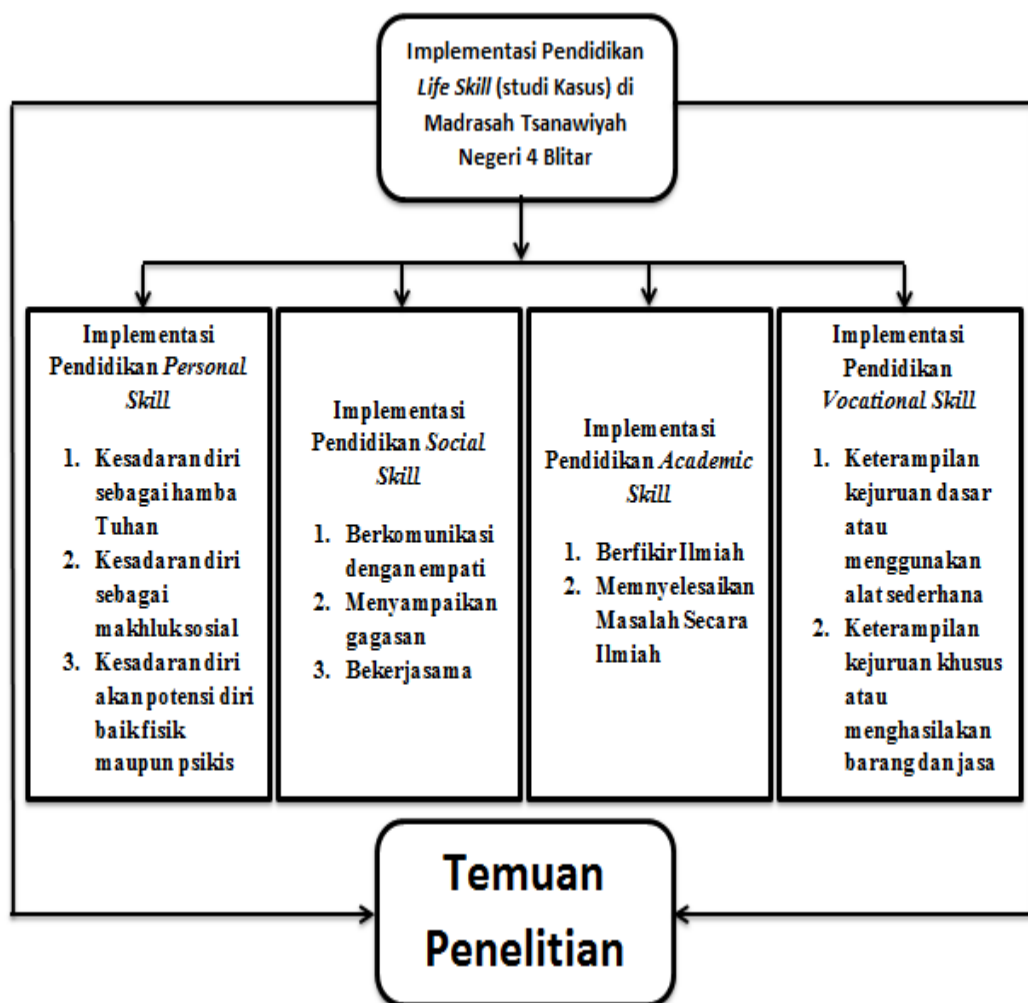 Implementasi Pendidikan
Life Skill (studi Kasus) di
Madrasah Tsanawiyah
Negeri 4 Blitar
Implementasi
Pendidikan Personal
Skill
1. Kesadaran diri
sebagai hamba
Tuhan
2. Kesadaran diri
sebagai
makhluk sosial
3. Kesadaran diri
akan potensi diri
baik fisik
maupun psikis
Implementasi
Pendidikan Social
Skill
1. Berkomunikasi
dengan empati
2. Menyampaikan
gagasan
3. Bekerjasama
Implementasi
Pendidikan Academic
Skill
1. Berfikir Ilmiah
2. Memnyelesaikan
Masalah Secara
Ilmiah
Implementasi
Pendidikan
Vocational Skill
1. Keterampilan
kejuruan dasar
atau
menggunakan
alat sederhana
2. Keterampilan
kejuruan khusus
atau
menghasilakan
barang dan jasa
Temuan
Penelitian